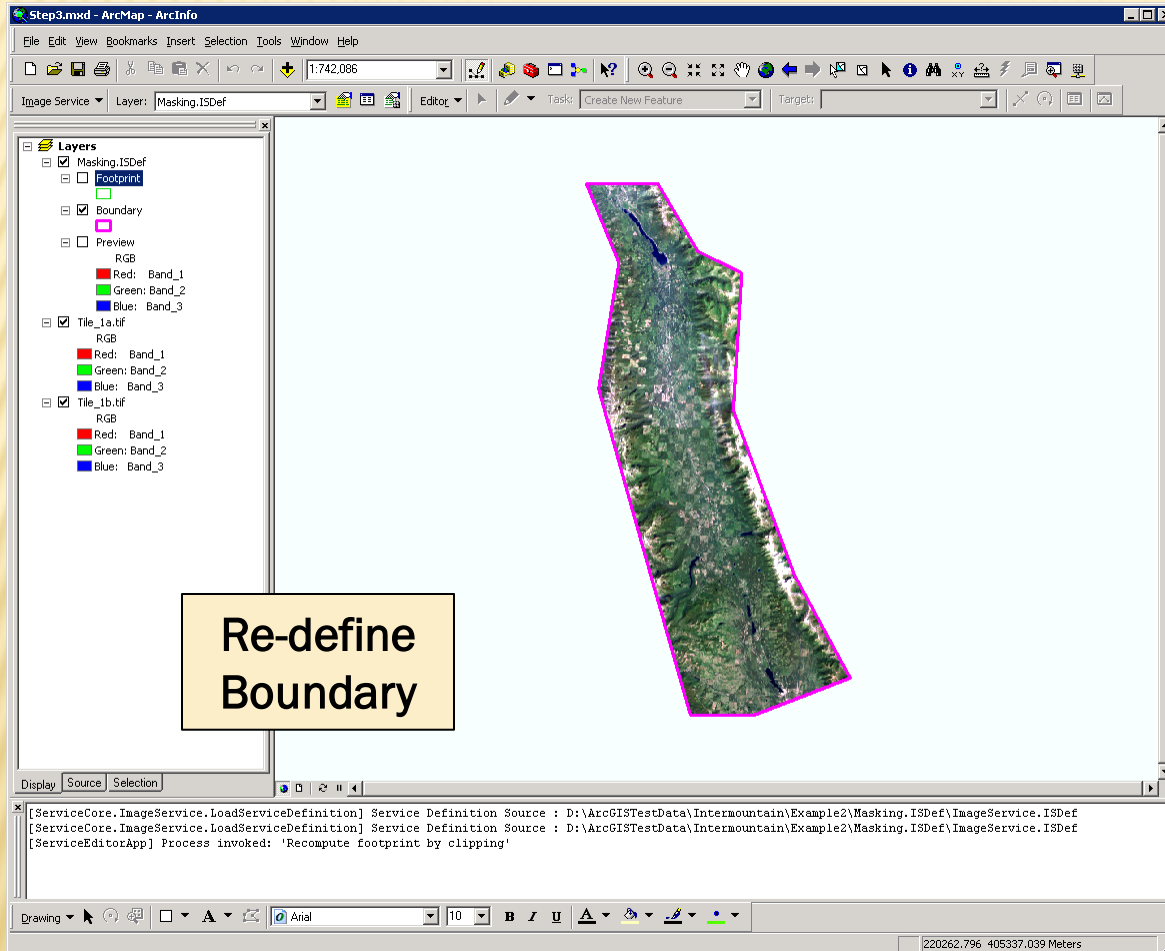 Step3.mxd - ArcMap - ArcInfo
File Edit View Bookmarks Insert Selection Tools Window Help
1:742,086
Image Service Layer: Masking.ISDef Editor Task: Create New Feature Target:
Layers
Masking.ISDef
Footprint
Boundary
Preview
RGB
Red: Band_1
Green: Band_2
Blue: Band_3
Tile_1a.tif
RGB
Red: Band_1
Green: Band_2
Blue: Band_3
Tile_1b.tif
RGB
Red: Band_1
Green: Band_2
Blue: Band_3
Re-define
Boundary
Display Source Selection
[ServiceCore.ImageService.LoadServiceDefinition] Service Definition Source : D:\ArcGISTestData\Intermountain\Example2\Masking.ISDef\ImageService.ISDef
[ServiceCore.ImageService.LoadServiceDefinition] Service Definition Source : D:\ArcGISTestData\Intermountain\Example2\Masking.ISDef\ImageService.ISDef
[ServiceEditorApp] Process invoked: 'Recompute footprint by clipping'
Drawing A Arial 10 B I U A
220262.796 405337.039 Meters